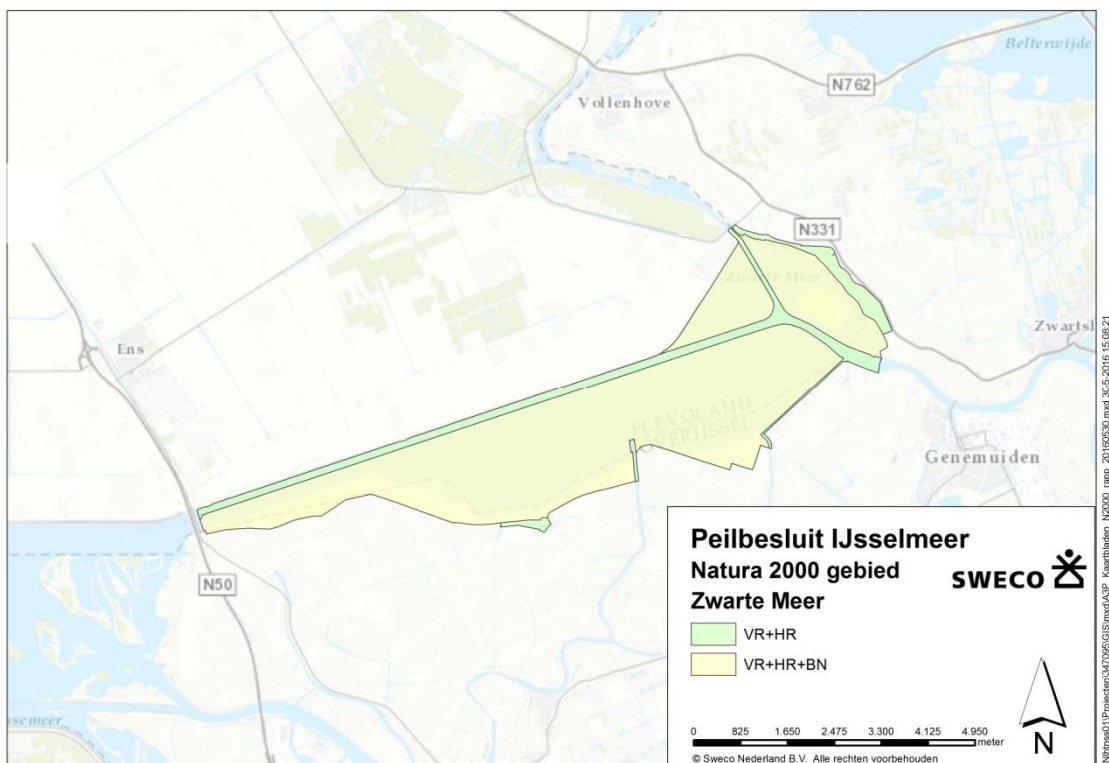 Belterwijde
N762
Vollenhove
N331
Zwarte Meer
Zwartsl
Ens
FLEVOLAND
OVERIJSSEL
Genemuiden
N50
ssemeer
Peilbesluit IJsselmeer
Natura 2000 gebied
Zwarte Meer
SWECO
VR+HR
VR+HR+BN
0 825 1.650 2.475 3.300 4.125 4.950
meter
N
© Sweco Nederland B.V. Alle rechten voorbehouden